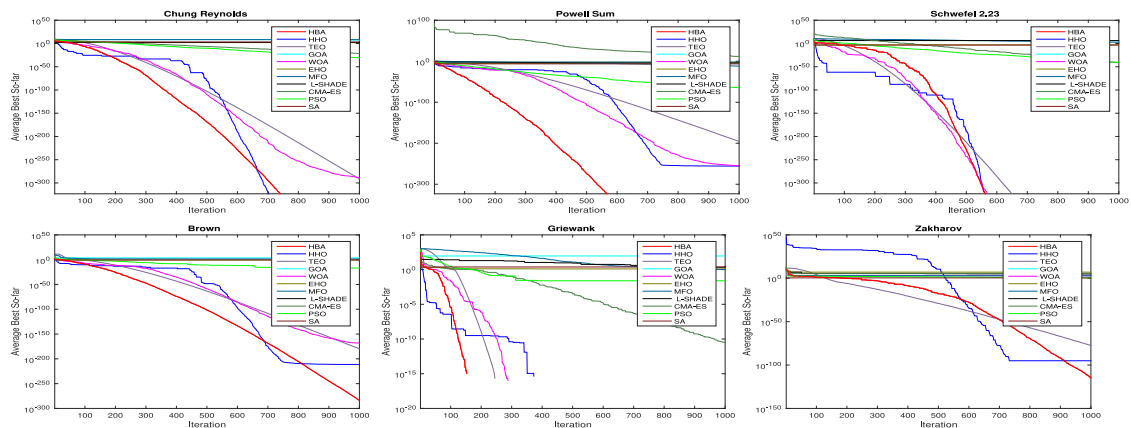 Chung Reynolds
Average Best So-far
10^50
10^0
10^-50
10^-100
10^-150
10^-200
10^-250
10^-300
100 200 300 400 500 600 700 800 900 1000
Iteration
HBA
HHO
TEO
GOA
WOA
EHO
MFO
L-SHADE
CMA-ES
PSO
SA
Powell Sum
Average Best So-far
10^100
10^0
10^-100
10^-200
10^-300
100 200 300 400 500 600 700 800 900 1000
Iteration
HBA
HHO
TEO
GOA
WOA
EHO
MFO
L-SHADE
CMA-ES
PSO
SA
Schwefel 2.23
Average Best So-far
10^50
10^0
10^-50
10^-100
10^-150
10^-200
10^-250
10^-300
100 200 300 400 500 600 700 800 900 1000
Iteration
HBA
HHO
TEO
GOA
WOA
EHO
MFO
L-SHADE
CMA-ES
PSO
SA
Brown
Average Best So-far
10^50
10^0
10^-50
10^-100
10^-150
10^-200
10^-250
10^-300
100 200 300 400 500 600 700 800 900 1000
Iteration
HBA
HHO
TEO
GOA
WOA
EHO
MFO
L-SHADE
CMA-ES
PSO
SA
Griewank
Average Best So-far
10^5
10^0
10^-5
10^-10
10^-15
10^-20
100 200 300 400 500 600 700 800 900 1000
Iteration
HBA
HHO
TEO
GOA
WOA
EHO
MFO
L-SHADE
CMA-ES
PSO
SA
Zakharov
Average Best So-far
10^50
10^0
10^-50
10^-100
10^-150
100 200 300 400 500 600 700 800 900 1000
Iteration
HBA
HHO
TEO
GOA
WOA
EHO
MFO
L-SHADE
CMA-ES
PSO
SA